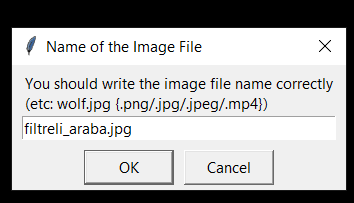 Name of the Image File
You should write the image file name correctly
(etc: wolf.jpg {.png/.jpg/.jpeg/.mp4})
filtreli_araba.jpg
OK Cancel